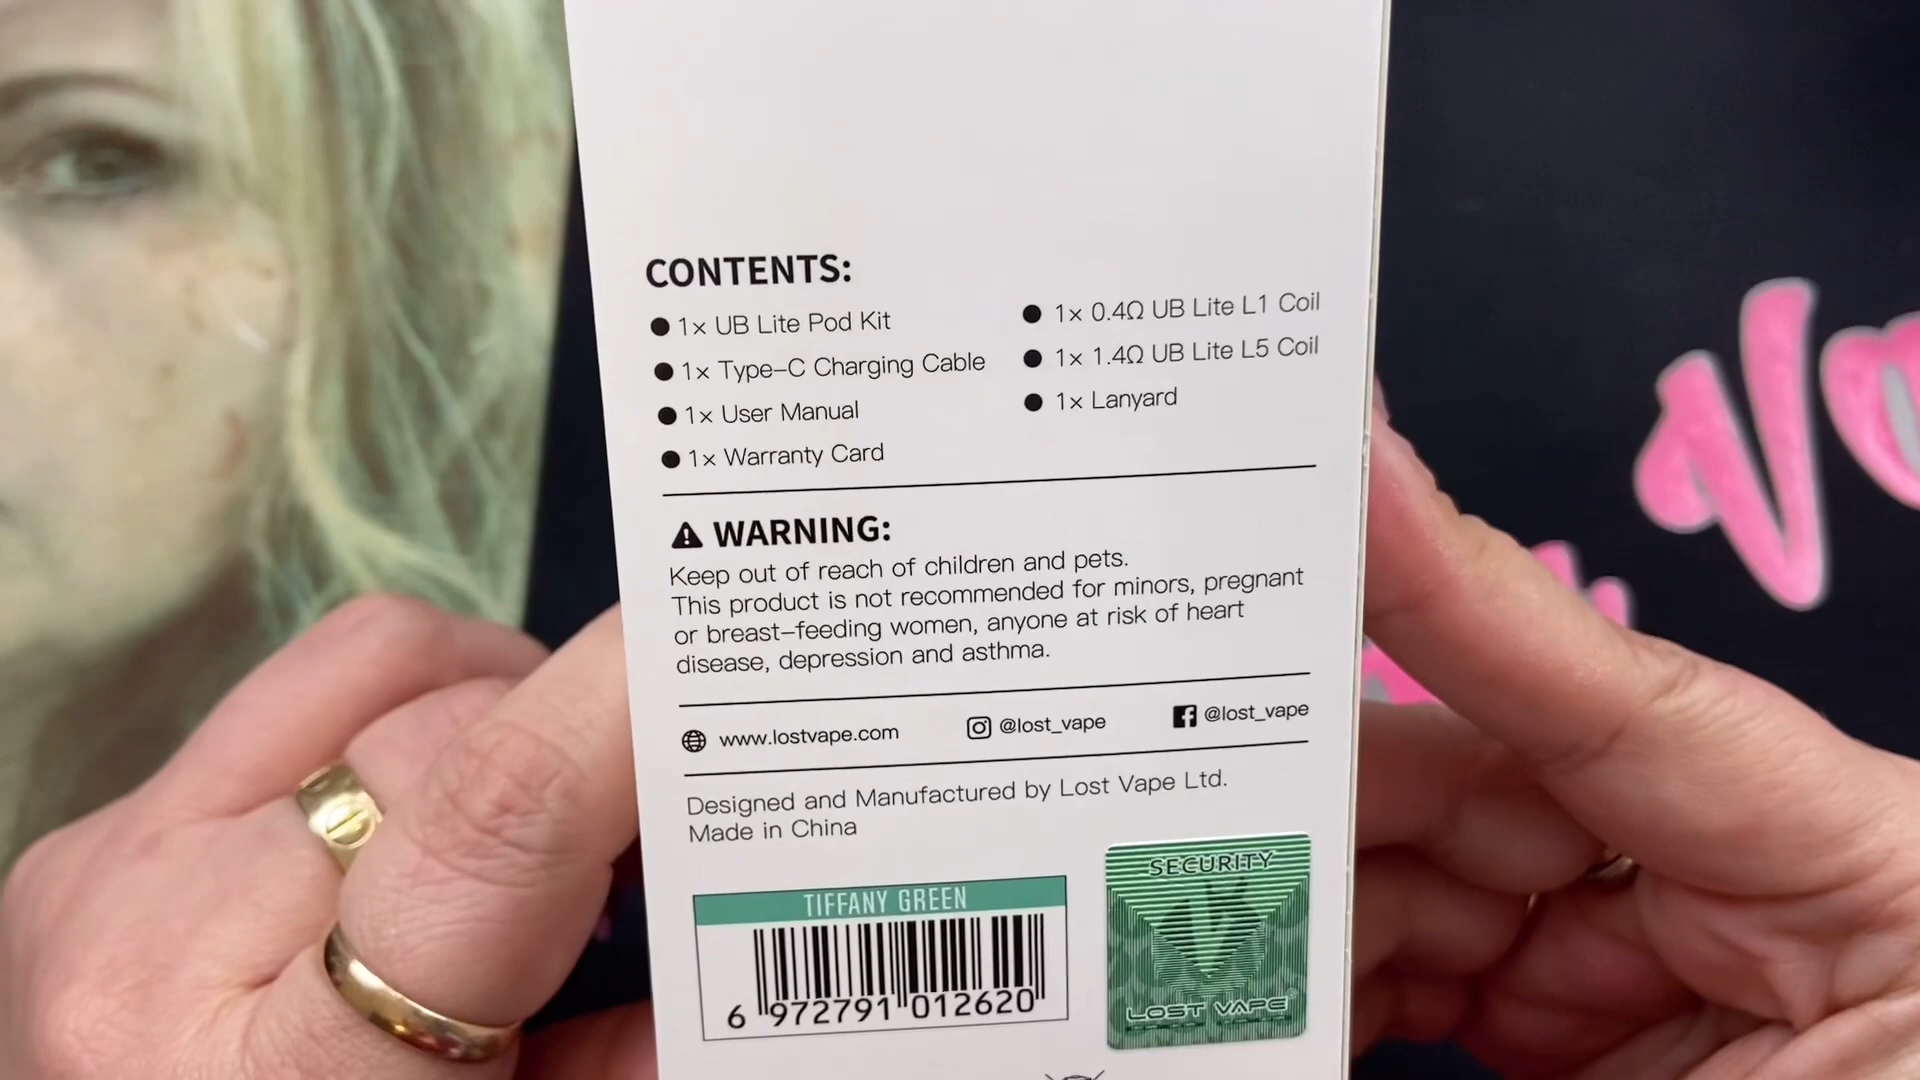 CONTENTS:
● 1x UB Lite Pod Kit
● 1x Type-C Charging Cable
● 1x User Manual
● 1x Warranty Card
● 1x 0.4Ω UB Lite L1 Coil
● 1x 1.4Ω UB Lite L5 Coil
● 1x Lanyard
WARNING:
Keep out of reach of children and pets.
This product is not recommended for minors, pregnant
or breast-feeding women, anyone at risk of heart
disease, depression and asthma.
www.lostvape.com
@lost_vape
@lost_vape
Designed and Manufactured by Lost Vape Ltd.
Made in China
TIFFANY GREEN
6 972791 012620
SECURITY
LOST VAPE